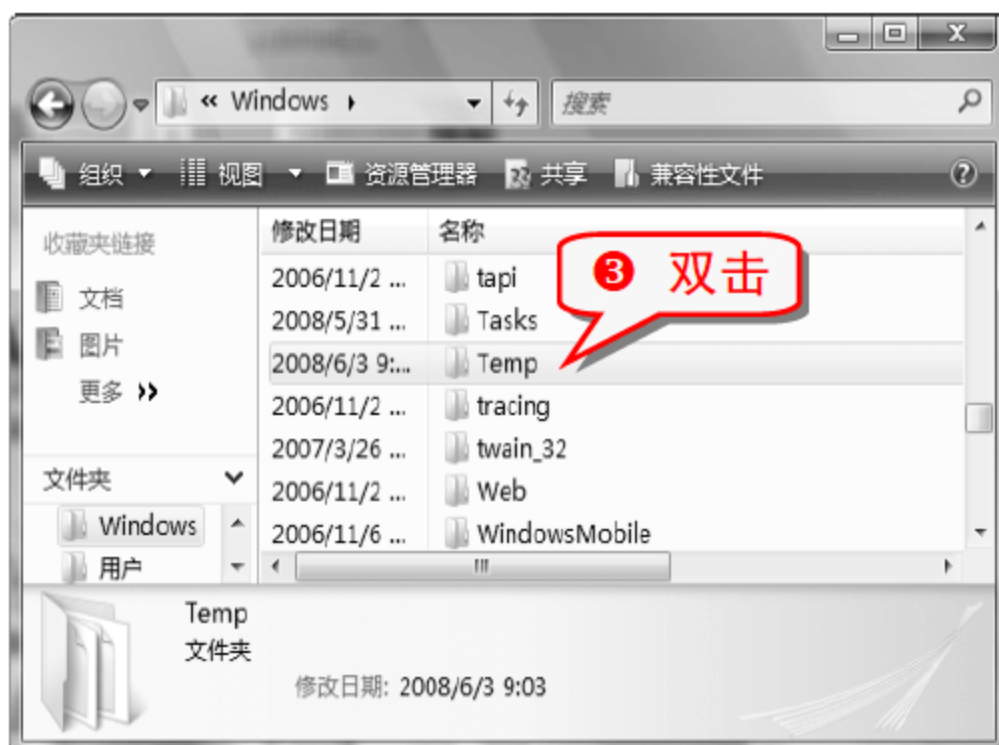 « Windows
搜索
组织 视图 资源管理器 共享 兼容性文件
收藏夹链接
文档
图片
更多 »
文件夹
Windows
用户
修改日期 名称
2006/11/2 ... tapi
2008/5/31 ... Tasks
2008/6/3 9:... Temp
2006/11/2 ... tracing
2007/3/26 ... twain_32
2006/11/2 ... Web
2006/11/6 ... WindowsMobile
❸ 双击
Temp
文件夹
修改日期: 2008/6/3 9:03